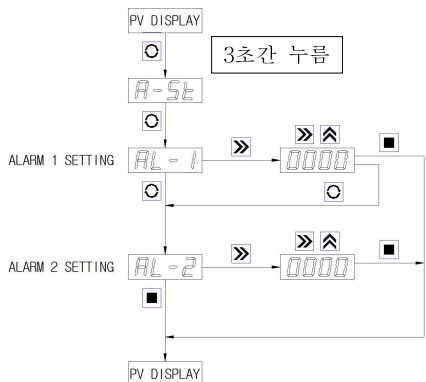 PV DISPLAY
3초간 누름
A-St
ALARM 1 SETTING AL-1 0000
ALARM 2 SETTING AL-2 0000
PV DISPLAY